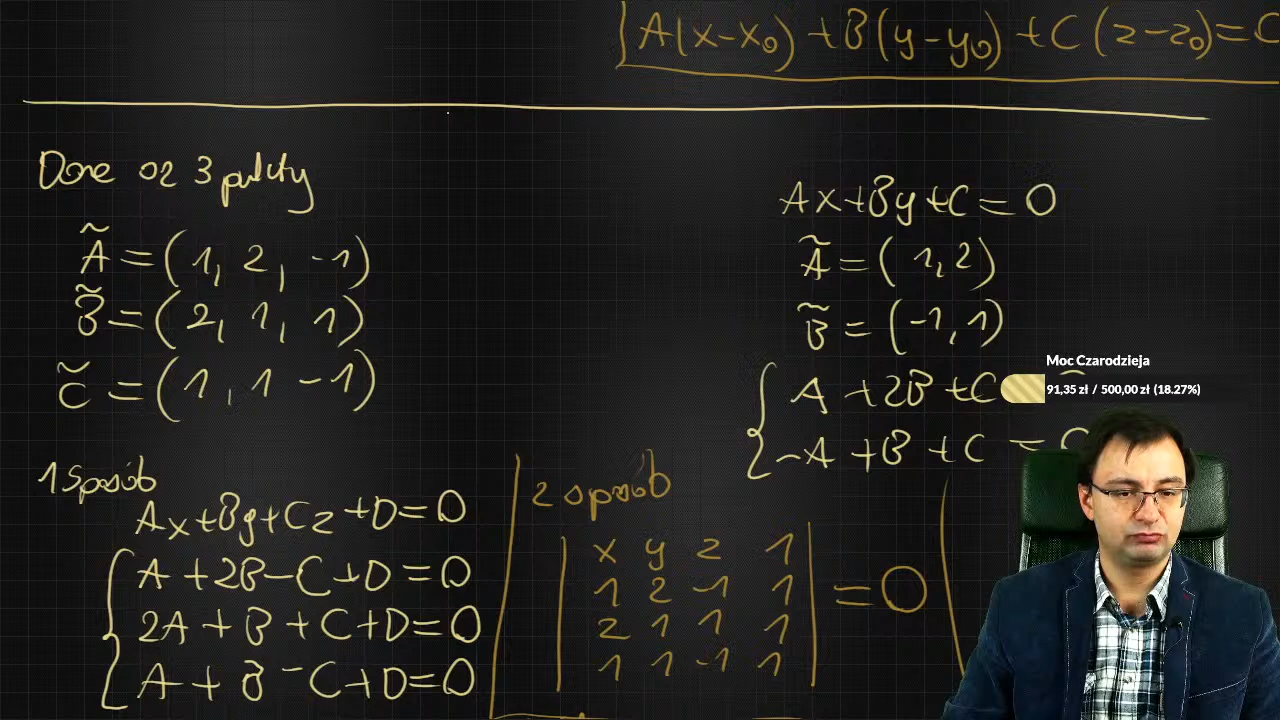 A(x-x₀) +B(y-y₀) +C(z-z₀)=0
Dane są 3 punkty
Ã = (1, 2, -1)
B̃ = (2, 1, 1)
C̃ = (1, 1 -1)
Ax+By+C = 0
Ã = (1, 2)
B̃ = (-1, 1)
A +2B +C
-A +B + C =
Moc Czarodzieja
91,35 zł / 500,00 zł (18.27%)
1 sposób
Ax+By+Cz+D=0
A +2B-C+D=0
2A + B + C+D=0
A + B -C+D=0
2 sposób
x y z 1
1 2 -1 1
2 1 1 1
1 1 -1 1
= 0